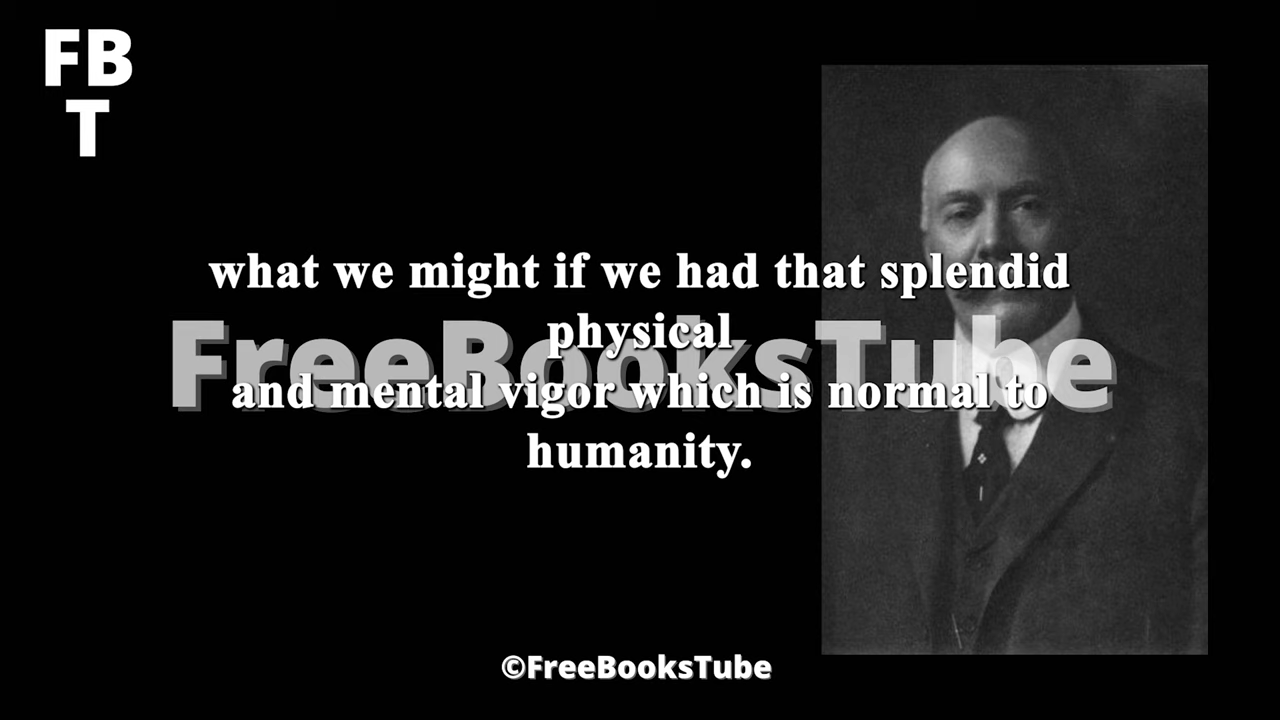 FB
T
what we might if we had that splendid
physical
FreeBooksTube
and mental vigor which is normal to
humanity.
©FreeBooksTube